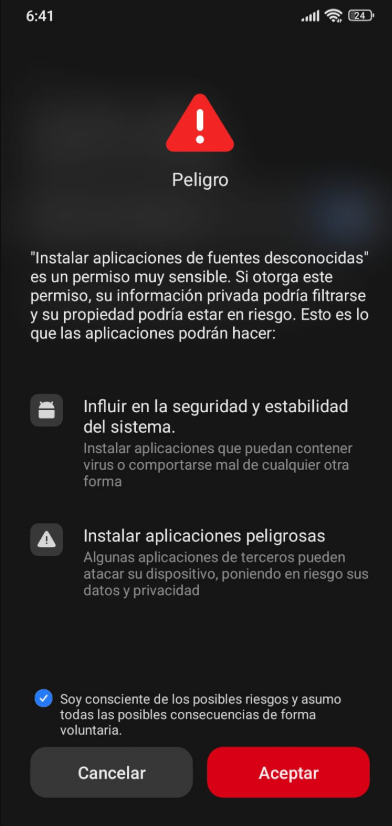 6:41
24
Peligro
"Instalar aplicaciones de fuentes desconocidas"
es un permiso muy sensible. Si otorga este
permiso, su información privada podría filtrarse
y su propiedad podría estar en riesgo. Esto es lo
que las aplicaciones podrán hacer:
Influir en la seguridad y estabilidad
del sistema.
Instalar aplicaciones que puedan contener
virus o comportarse mal de cualquier otra
forma
Instalar aplicaciones peligrosas
Algunas aplicaciones de terceros pueden
atacar su dispositivo, poniendo en riesgo sus
datos y privacidad
Soy consciente de los posibles riesgos y asumo
todas las posibles consecuencias de forma
voluntaria.
Cancelar
Aceptar